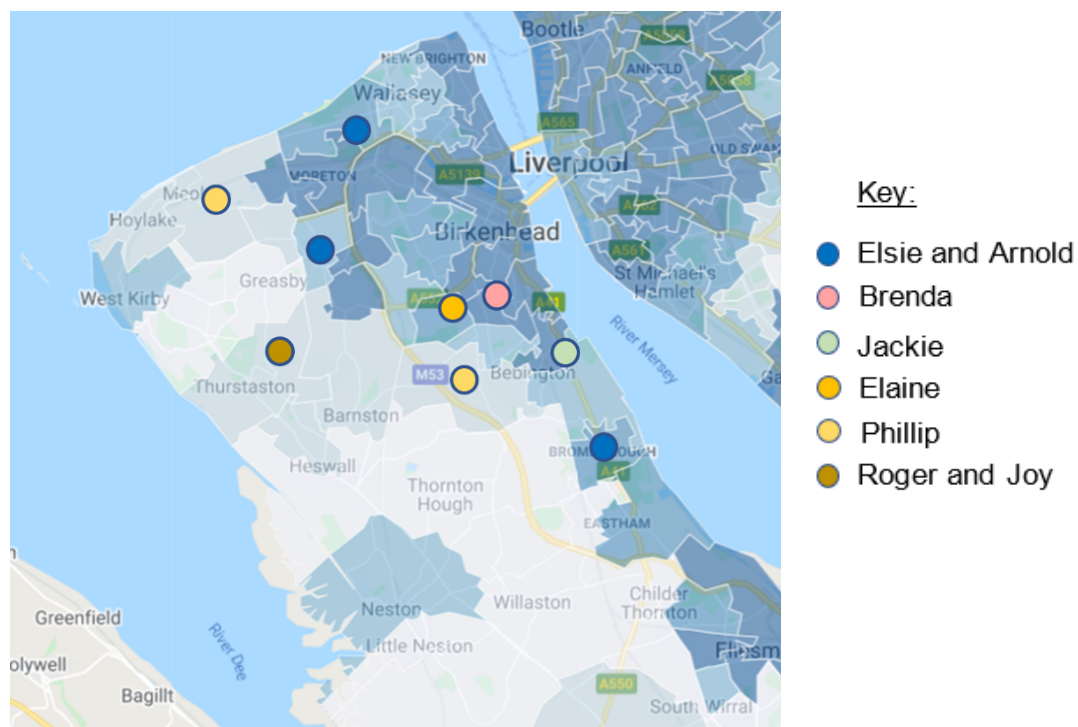 Bootle
A5058
NEW BRIGHTON
ANFIELD
A5058
Wallasey
A565
OLD SWAN
Liverpool
MORETON
A5139
Meols
Hoylake
A562
Birkenhead
A561
St Michael's
Hamlet
Greasby
West Kirby
A552
A41
River Mersey
M53
Bebington
Ga
Thurstaston
Barnston
BROMBOROUGH
Heswall
A41
Thornton
Hough
EASTHAM
Greenfield
Neston
Willaston
Childer
Thornton
River Dee
Little Neston
Ellesm
olywell
Bagillt
A550
South Wirral
Key:
Elsie and Arnold
Brenda
Jackie
Elaine
Phillip
Roger and Joy